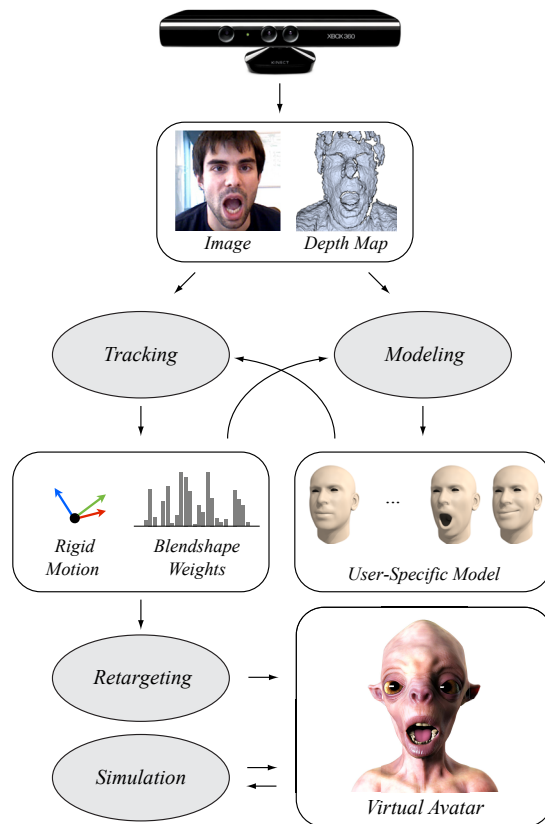 XBOX 360
KINECT
Image
Depth Map
Tracking
Modeling
...
Rigid
Motion
Blendshape
Weights
User-Specific Model
Retargeting
Simulation
Virtual Avatar